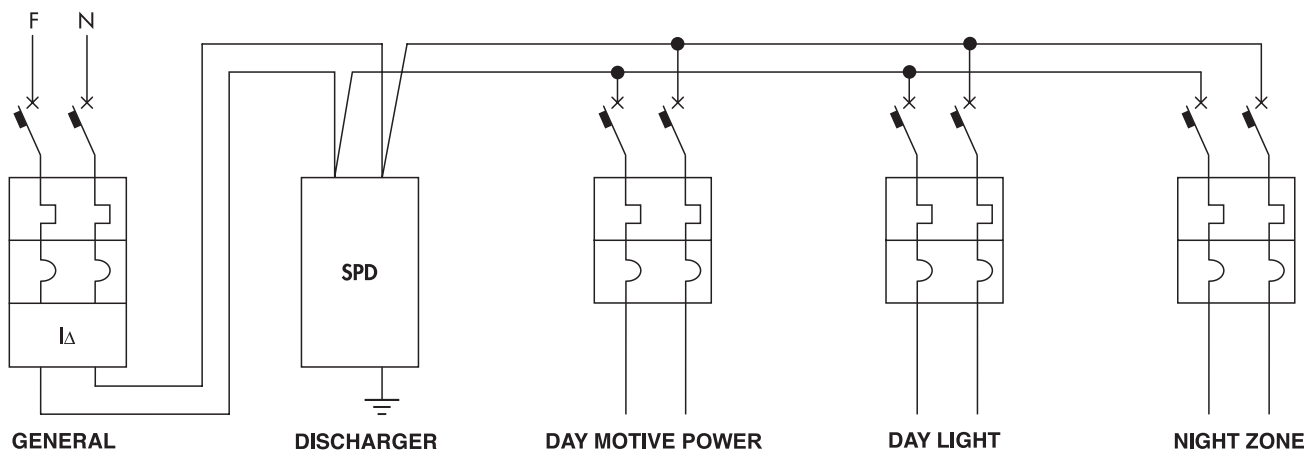 F N
SPD
I∆
GENERAL DISCHARGER DAY MOTIVE POWER DAY LIGHT NIGHT ZONE